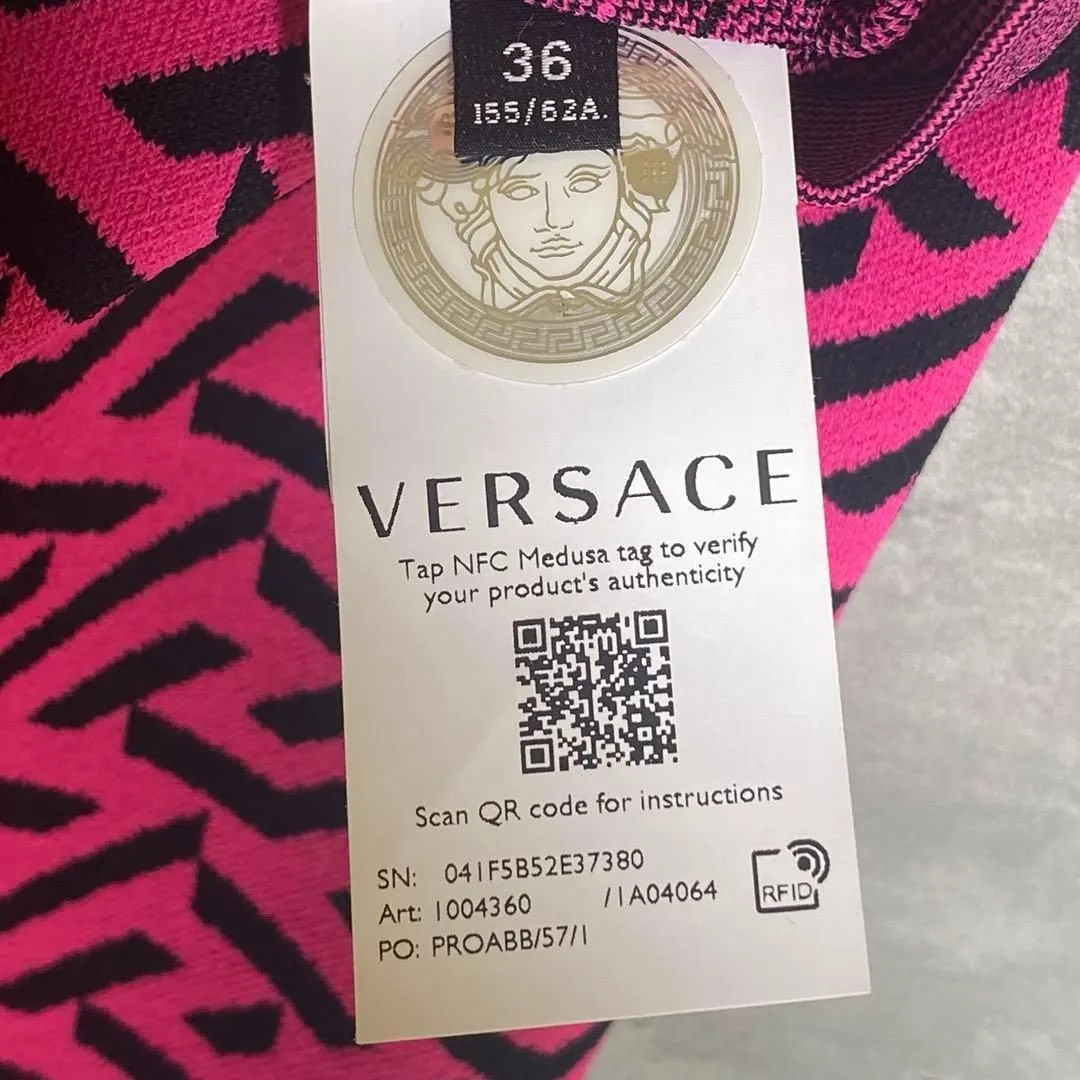 36
155/62A.
VERSACE
Tap NFC Medusa tag to verify
your product's authenticity
Scan QR code for instructions
SN: 041F5B52E37380
Art: 1004360 /1A04064
RFID
PO: PROABB/57/1